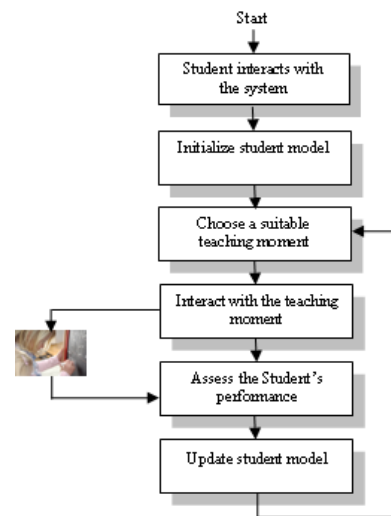 Start
Student interacts with
the system
Initialize student model
Choose a suitable
teaching moment
Interact with the teaching
moment
Assess the Student's
performance
Update student model